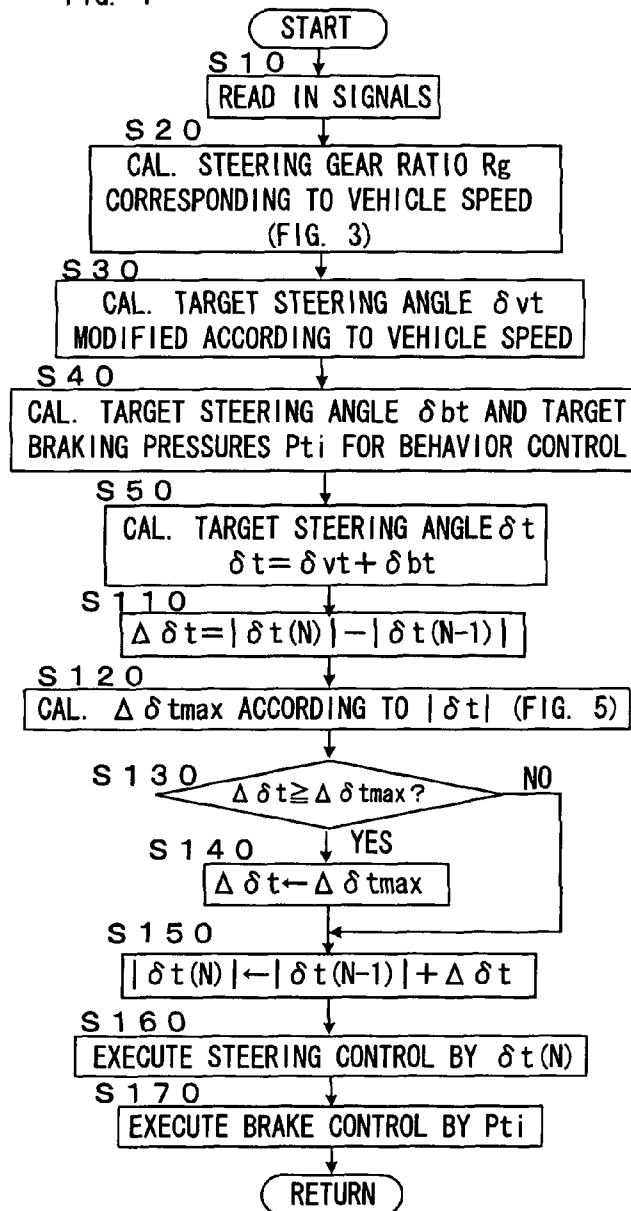 START
S10
READ IN SIGNALS
S20
CAL. STEERING GEAR RATIO Rg
CORRESPONDING TO VEHICLE SPEED
(FIG. 3)
S30
CAL. TARGET STEERING ANGLE δvt
MODIFIED ACCORDING TO VEHICLE SPEED
S40
CAL. TARGET STEERING ANGLE δbt AND TARGET
BRAKING PRESSURES Pti FOR BEHAVIOR CONTROL
S50
CAL. TARGET STEERING ANGLE δt
δt=δvt+δbt
S110
Δδt=|δt(N)|-|δt(N-1)|
S120
CAL. Δδtmax ACCORDING TO |δt| (FIG. 5)
S130
Δδt≧Δδtmax?
NO
YES
S140
Δδt←Δδtmax
S150
|δt(N)|←|δt(N-1)|+Δδt
S160
EXECUTE STEERING CONTROL BY δt(N)
S170
EXECUTE BRAKE CONTROL BY Pti
RETURN